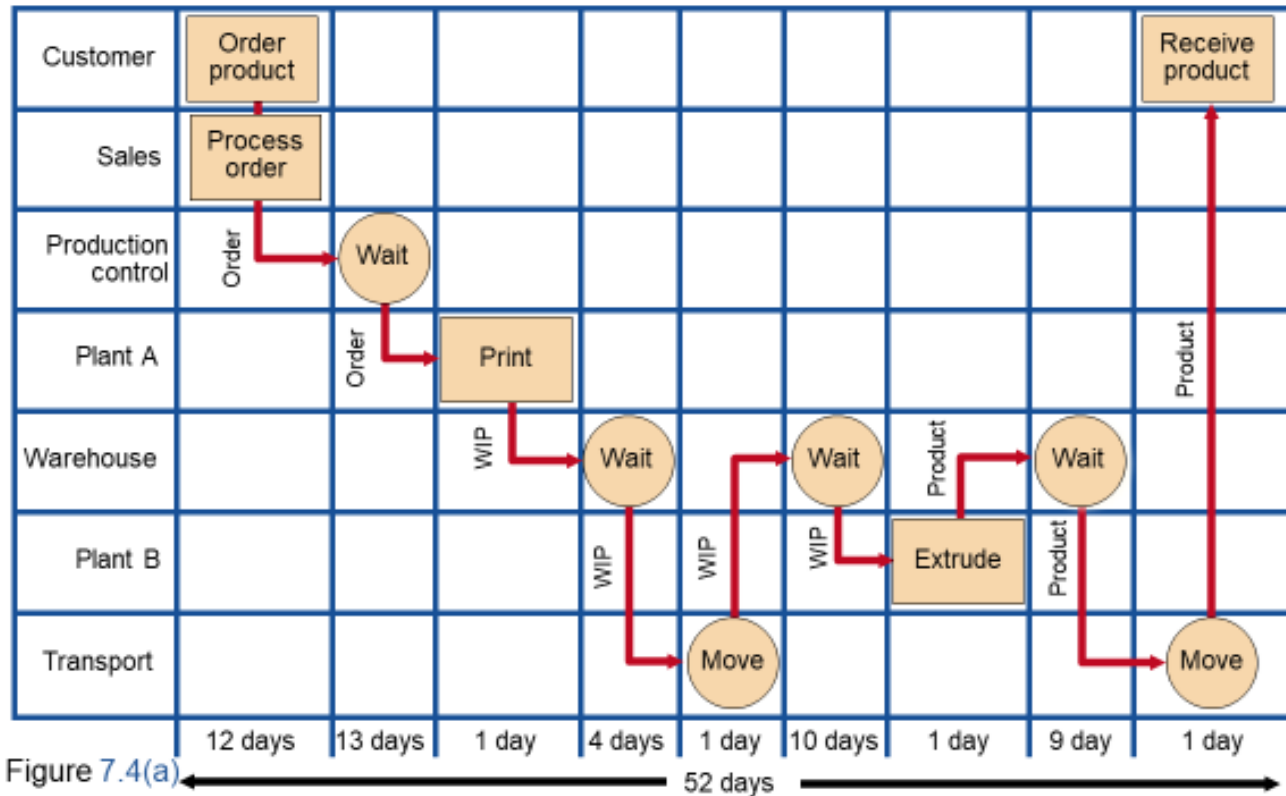 Customer
Order
product
Receive
product
Sales
Process
order
Production
control
Order
Wait
Plant A
Order
Print
Product
Warehouse
WIP
Wait
Wait
Product
Wait
Plant B
WIP
WIP
WIP
Extrude
Product
Transport
Move
Move
12 days
13 days
1 day
4 days
1 day
10 days
1 day
9 day
1 day
Figure 7.4(a)
52 days